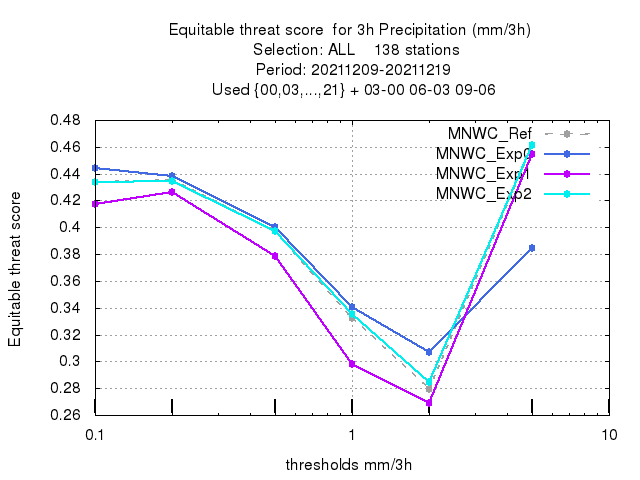 Equitable threat score  for 3h Precipitation (mm/3h)
Selection: ALL    138 stations
Period: 20211209-20211219
Used {00,03,...,21} + 03-00 06-03 09-06
0.48
0.46
0.44
0.42
0.4
0.38
0.36
0.34
0.32
0.3
0.28
0.26
Equitable threat score
MNWC_Ref
MNWC_Exp0
MNWC_Exp1
MNWC_Exp2
0.1
1
10
thresholds mm/3h